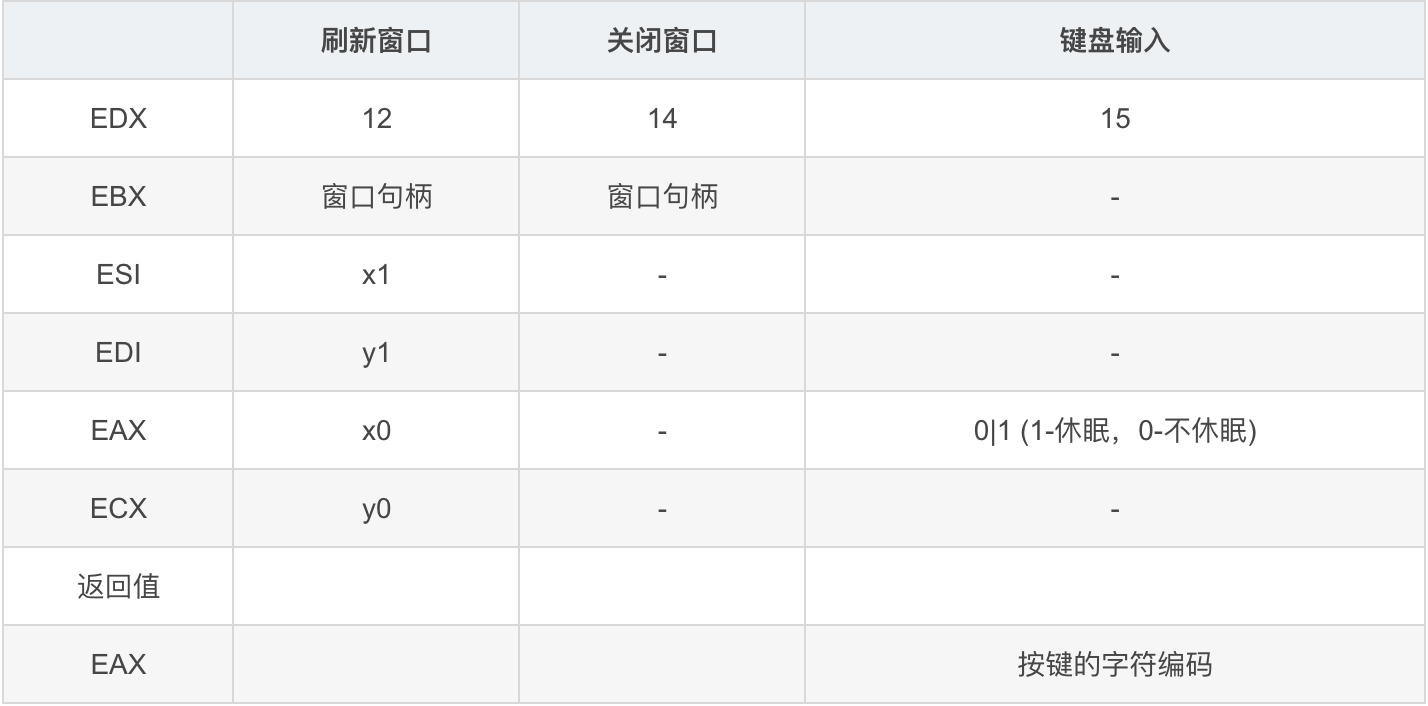 刷新窗口 关闭窗口 键盘输入
EDX 12 14 15
EBX 窗口句柄 窗口句柄 -
ESI x1 - -
EDI y1 - -
EAX x0 - 0|1 (1-休眠，0-不休眠)
ECX y0 - -
返回值
EAX 按键的字符编码